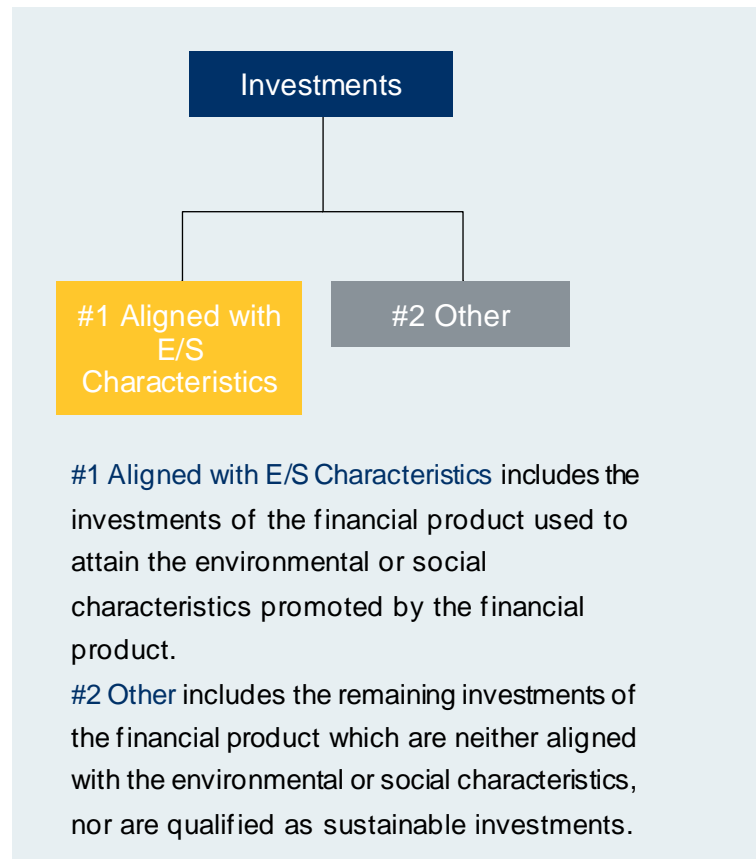 Investments
#1 Aligned with
E/S
Characteristics
#2 Other
#1 Aligned with E/S Characteristics includes the
investments of the financial product used to
attain the environmental or social
characteristics promoted by the financial
product.
#2 Other includes the remaining investments of
the financial product which are neither aligned
with the environmental or social characteristics,
nor are qualified as sustainable investments.